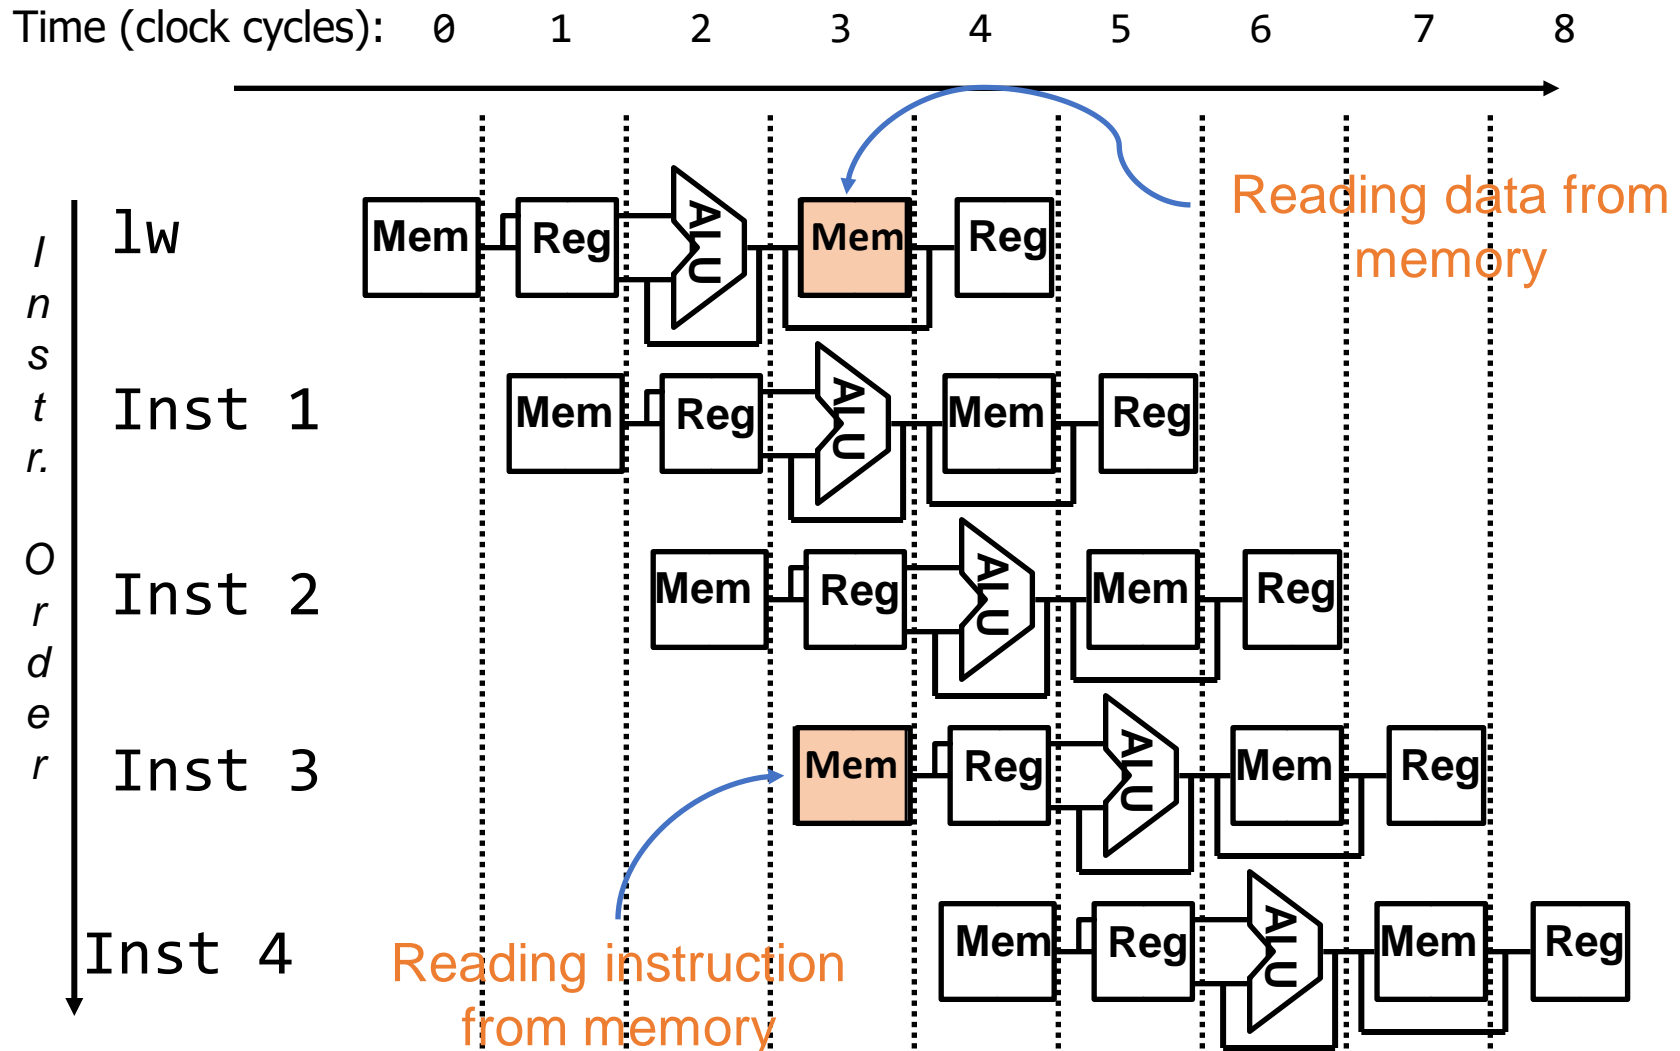 Time (clock cycles): 0 1 2 3 4 5 6 7 8
Instr. Order
lw Mem Reg ALU Mem Reg
Reading data from
memory
Inst 1 Mem Reg ALU Mem Reg
Inst 2 Mem Reg ALU Mem Reg
Inst 3 Mem Reg ALU Mem Reg
Inst 4 Mem Reg ALU Mem Reg
Reading instruction
from memory